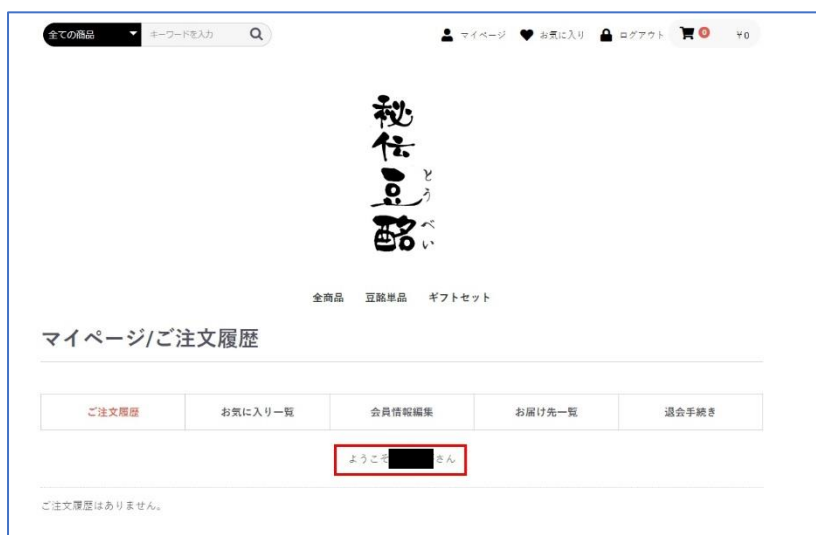 全ての商品 キーワードを入力 マイページ お気に入り ログアウト 0 ¥0
秘伝豆酩
とうべい
全商品 豆酩単品 ギフトセット
マイページ/ご注文履歴
ご注文履歴 お気に入り一覧 会員情報編集 お届け先一覧 退会手続き
ようこそ さん
ご注文履歴はありません。